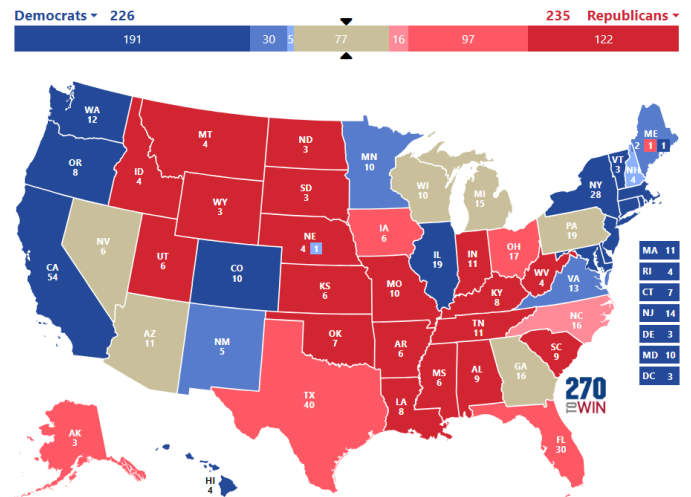 Democrats 226
235 Republicans
191 30 5 77 16 97 122
WA
12
OR
8
CA
54
NV
6
ID
4
MT
4
WY
3
UT
6
AZ
11
CO
10
NM
5
ND
3
SD
3
NE
4 1
KS
6
OK
7
TX
40
MN
10
IA
6
MO
10
AR
6
LA
8
WI
10
IL
19
MI
15
IN
11
OH
17
KY
8
TN
11
MS
6
AL
9
GA
16
FL
30
SC
9
NC
16
VA
13
WV
4
PA
19
NY
28
VT
3
NH
4
ME
2 1 1
MA 11
RI 4
CT 7
NJ 14
DE 3
MD 10
DC 3
AK
3
HI
4
270
TO WIN